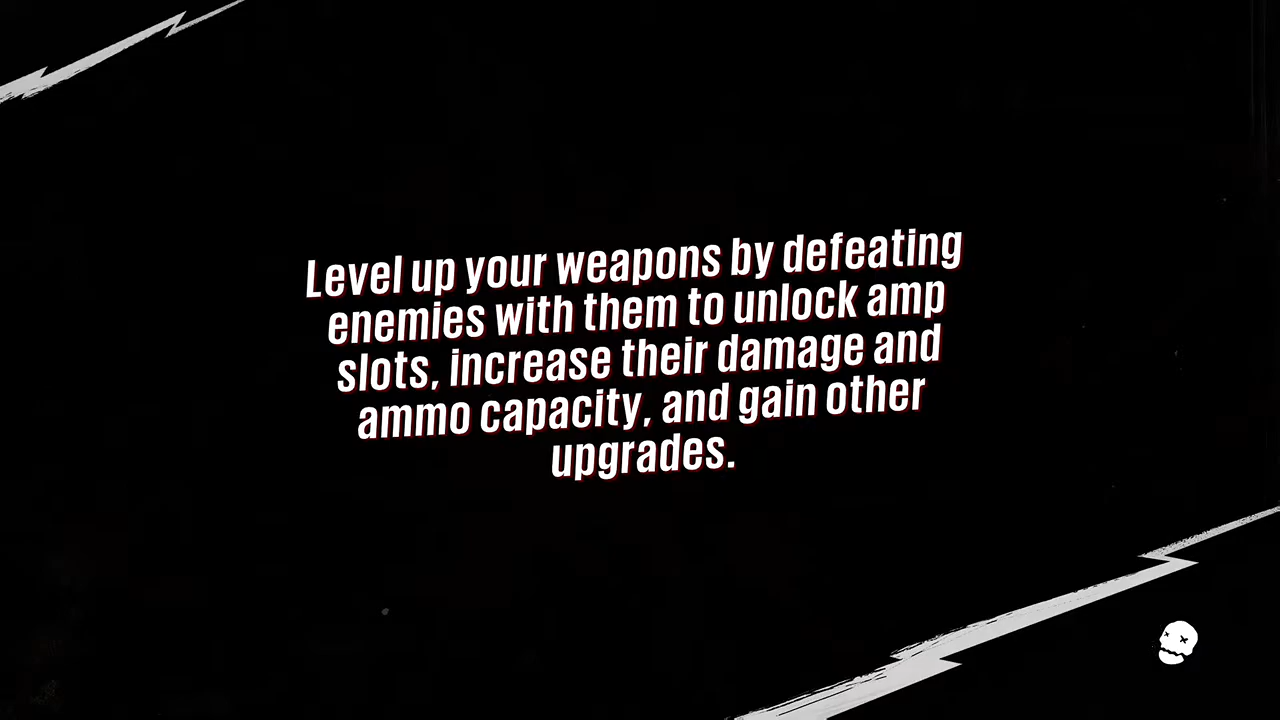 Level up your weapons by defeating
enemies with them to unlock amp
slots, increase their damage and
ammo capacity, and gain other
upgrades.